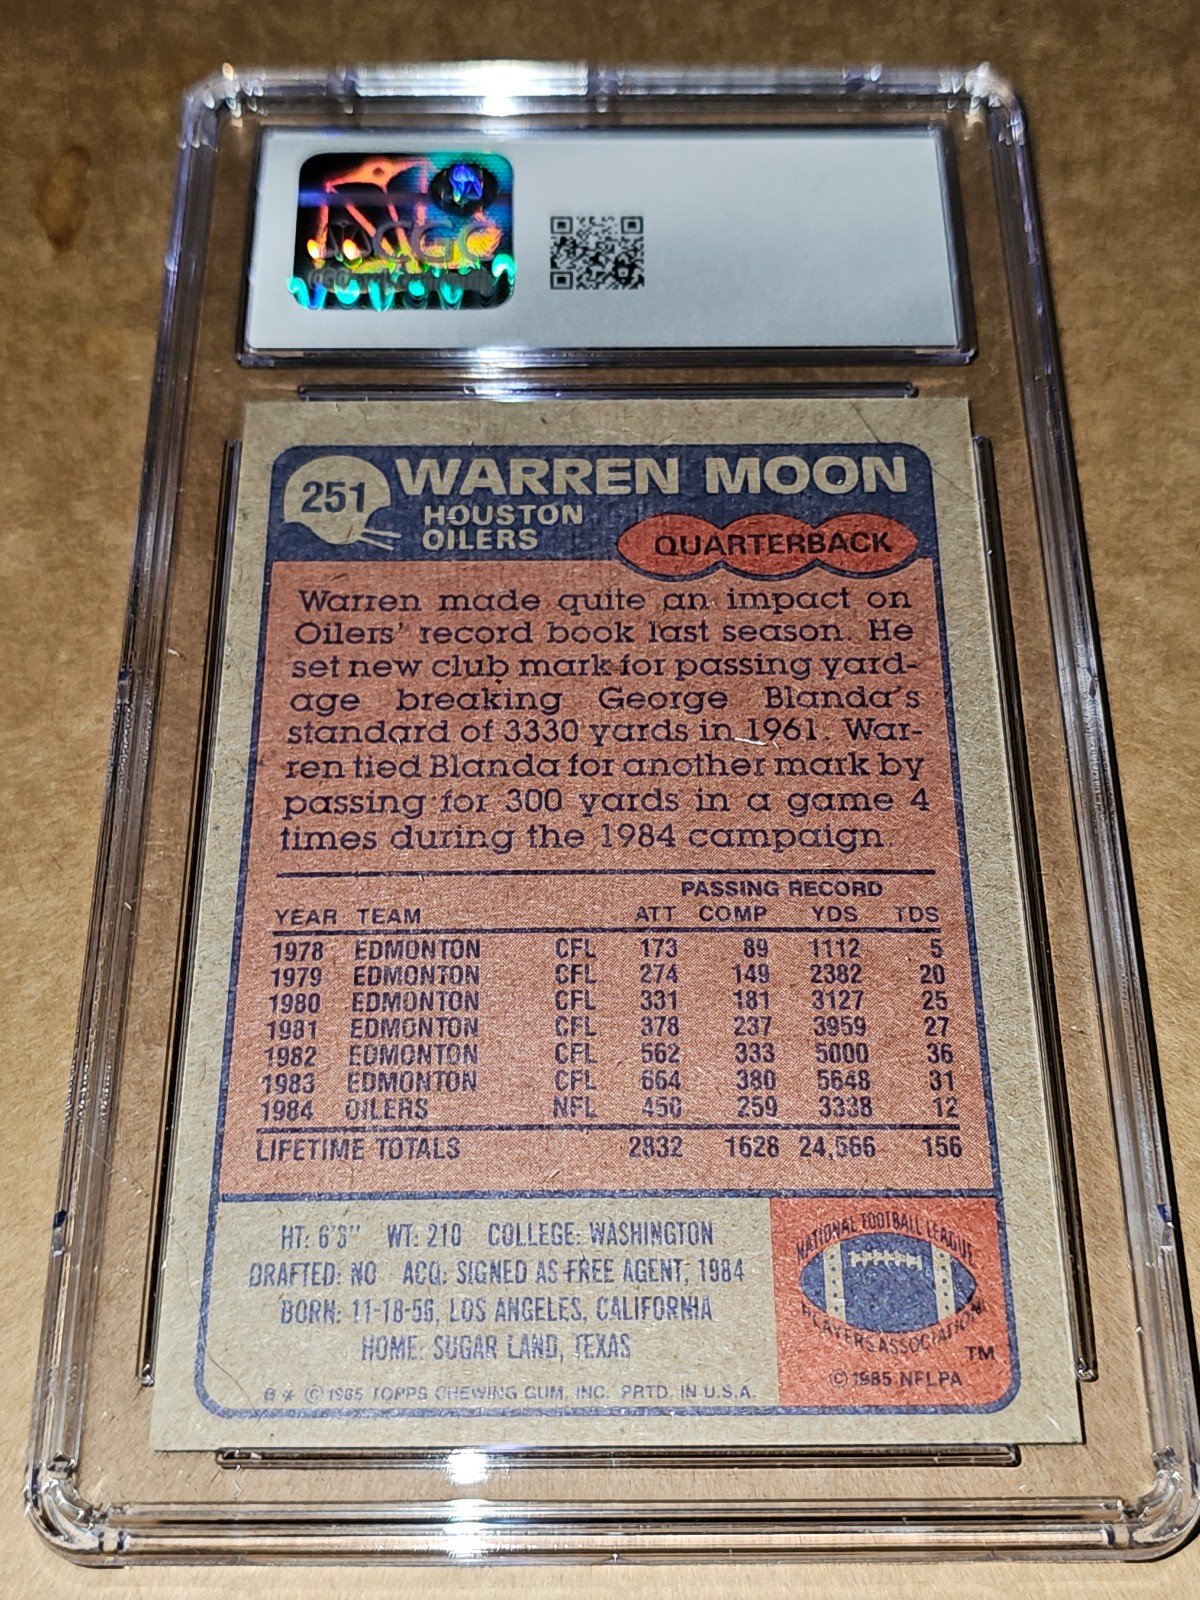 CGC
251
WARREN MOON
HOUSTON
OILERS
QUARTERBACK
Warren made quite an impact on
Oilers' record book last season. He
set new club mark for passing yard-
age breaking George Blanda's
standard of 3330 yards in 1961. War-
ren tied Blanda for another mark by
passing for 300 yards in a game 4
times during the 1984 campaign.
PASSING RECORD
YEAR TEAM ATT COMP YDS TDS
1978 EDMONTON CFL 173 89 1112 5
1979 EDMONTON CFL 274 149 2382 20
1980 EDMONTON CFL 331 181 3127 25
1981 EDMONTON CFL 378 237 3959 27
1982 EDMONTON CFL 562 333 5000 36
1983 EDMONTON CFL 664 380 5648 31
1984 OILERS NFL 450 259 3338 12
LIFETIME TOTALS 2832 1628 24,566 156
HT: 6'3" WT: 210 COLLEGE: WASHINGTON
DRAFTED: NO ACQ: SIGNED AS FREE AGENT, 1984
BORN: 11-18-56, LOS ANGELES, CALIFORNIA
HOME: SUGAR LAND, TEXAS
B * © 1985 TOPPS CHEWING GUM, INC. PRTD. IN U.S.A.
NATIONAL FOOTBALL LEAGUE
PLAYERS ASSOCIATION
TM
© 1985 NFLPA